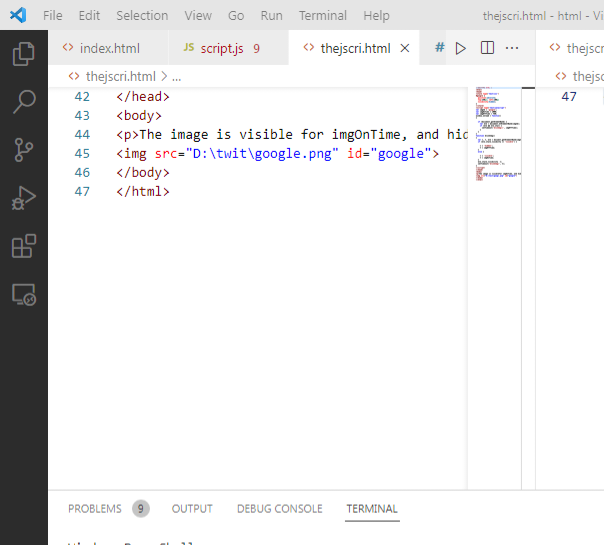 File Edit Selection View Go Run Terminal Help thejscri.html - html - Vi
index.html JS script.js 9 thejscri.html # thejscri
thejscri.html > ... thejscri
42 </head>
43 <body>
44 <p>The image is visible for imgOnTime, and hid
45 <img src="D:\twit\google.png" id="google">
46 </body>
47 </html>
47
PROBLEMS 9 OUTPUT DEBUG CONSOLE TERMINAL